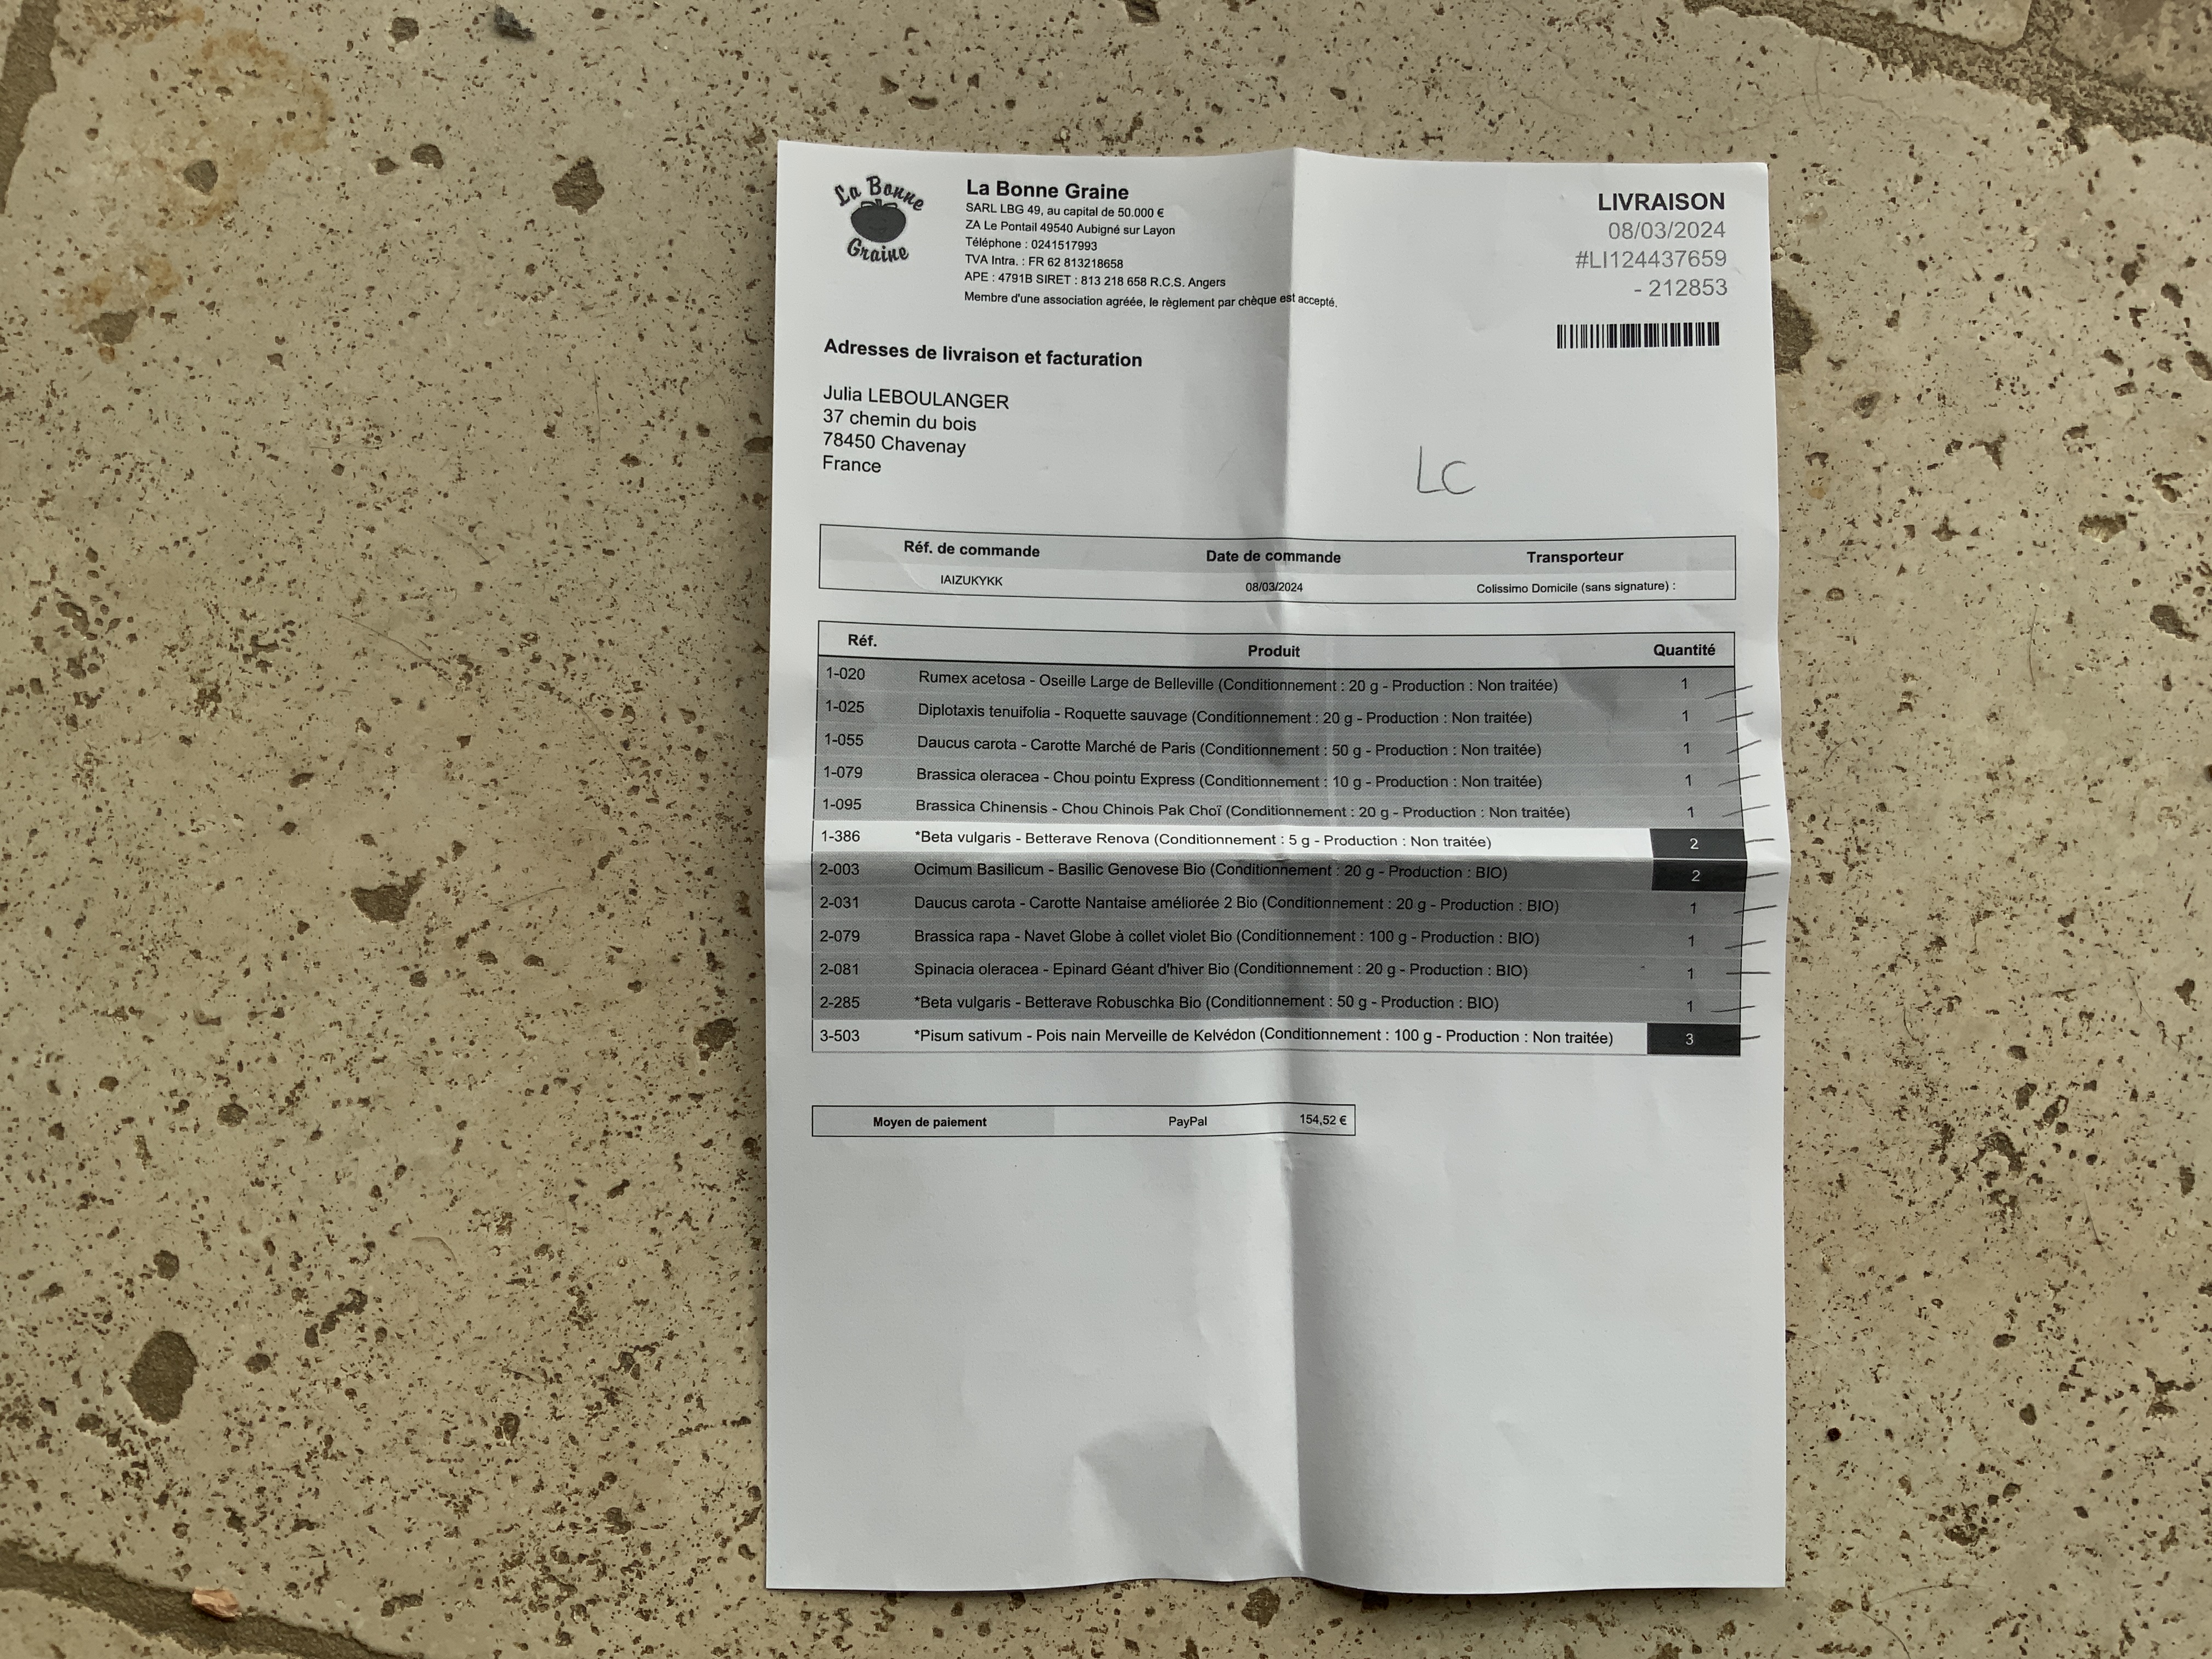 La Bonne
Graine
La Bonne Graine
SARL LBG 49, au capital de 50.000 €
ZA Le Pontail 49540 Aubigné sur Layon
Téléphone : 0241517993
TVA Intra. : FR 62 813218658
APE : 4791B SIRET : 813 218 658 R.C.S. Angers
Membre d'une association agréée, le règlement par chèque est accepté.
LIVRAISON
08/03/2024
#LI124437659
- 212853
Adresses de livraison et facturation
Julia LEBOULANGER
37 chemin du bois
78450 Chavenay
France
LC
Réf. de commande Date de commande Transporteur
IAIZUKYKK 08/03/2024 Colissimo Domicile (sans signature) :
Réf. Produit Quantité
1-020 Rumex acetosa - Oseille Large de Belleville (Conditionnement : 20 g - Production : Non traitée) 1
1-025 Diplotaxis tenuifolia - Roquette sauvage (Conditionnement : 20 g - Production : Non traitée) 1
1-055 Daucus carota - Carotte Marché de Paris (Conditionnement : 50 g - Production : Non traitée) 1
1-079 Brassica oleracea - Chou pointu Express (Conditionnement : 10 g - Production : Non traitée) 1
1-095 Brassica Chinensis - Chou Chinois Pak Choï (Conditionnement : 20 g - Production : Non traitée) 1
1-386 *Beta vulgaris - Betterave Renova (Conditionnement : 5 g - Production : Non traitée) 2
2-003 Ocimum Basilicum - Basilic Genovese Bio (Conditionnement : 20 g - Production : BIO) 2
2-031 Daucus carota - Carotte Nantaise améliorée 2 Bio (Conditionnement : 20 g - Production : BIO) 1
2-079 Brassica rapa - Navet Globe à collet violet Bio (Conditionnement : 100 g - Production : BIO) 1
2-081 Spinacia oleracea - Epinard Géant d'hiver Bio (Conditionnement : 20 g - Production : BIO) 1
2-285 *Beta vulgaris - Betterave Robuschka Bio (Conditionnement : 50 g - Production : BIO) 1
3-503 *Pisum sativum - Pois nain Merveille de Kelvédon (Conditionnement : 100 g - Production : Non traitée) 3
Moyen de paiement PayPal 154,52 €